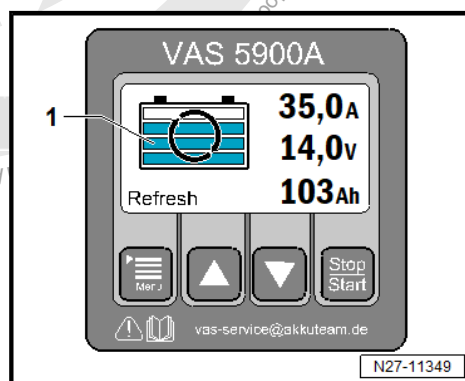 VAS 5900A
1
35,0A
14,0V
Refresh
103Ah
Menu
Stop
Start
vas-service@akkuteam.de
N27-11349